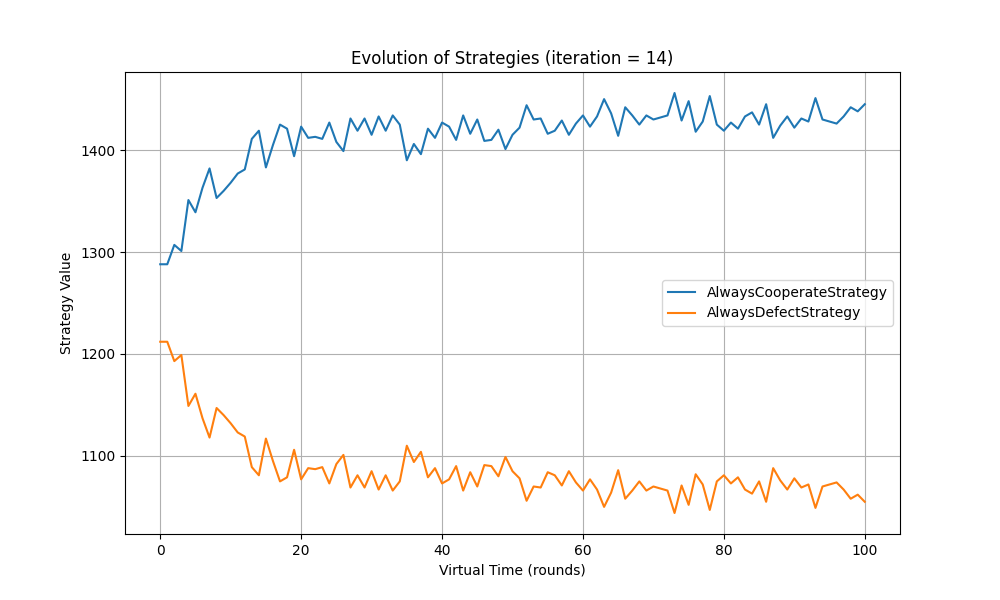 Evolution of Strategies (iteration = 14)
Strategy Value
1400
1300
1200
1100
AlwaysCooperateStrategy
AlwaysDefectStrategy
0 20 40 60 80 100
Virtual Time (rounds)